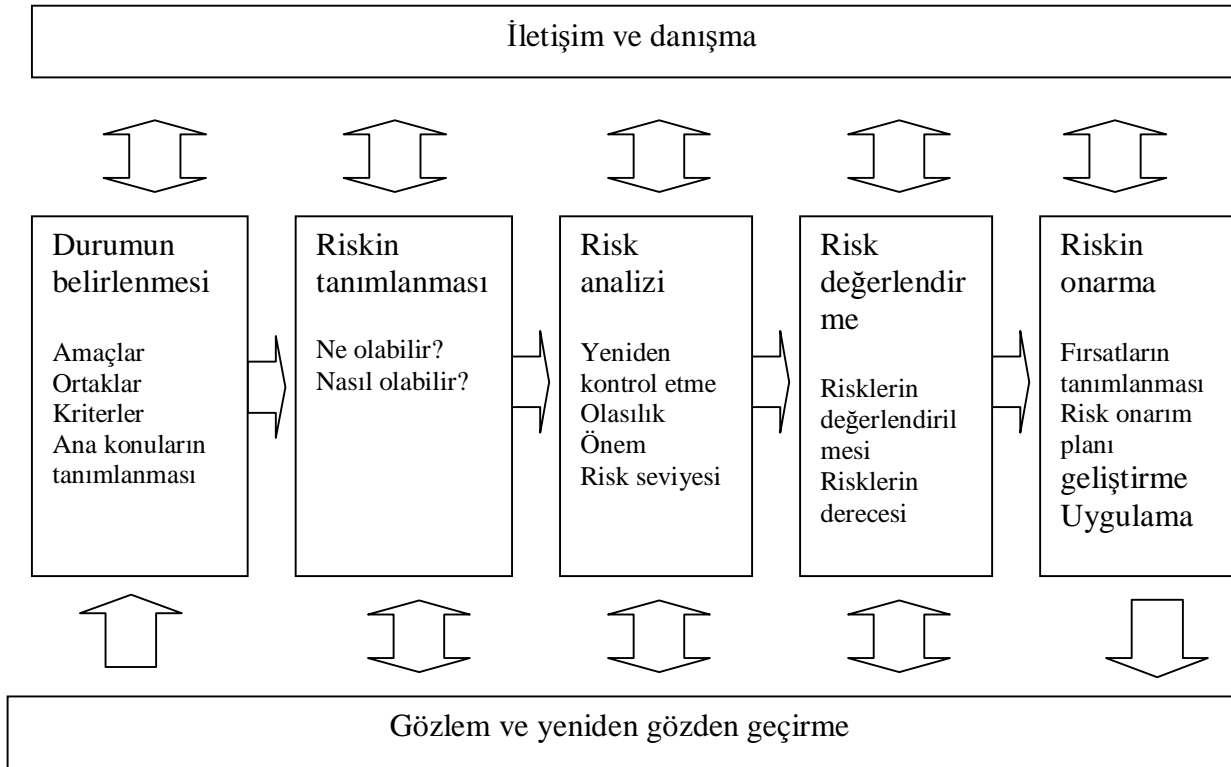 İletişim ve danışma
Durumun
belirlenmesi
Amaçlar
Ortaklar
Kriterler
Ana konuların
tanımlanması
Riskin
tanımlanması
Ne olabilir?
Nasıl olabilir?
Risk
analizi
Yeniden
kontrol etme
Olasılık
Önem
Risk seviyesi
Risk
değerlendir
me
Risklerin
değerlendiril
mesi
Risklerin
derecesi
Riskin
onarma
Fırsatların
tanımlanması
Risk onarım
planı
geliştirme
Uygulama
Gözlem ve yeniden gözden geçirme